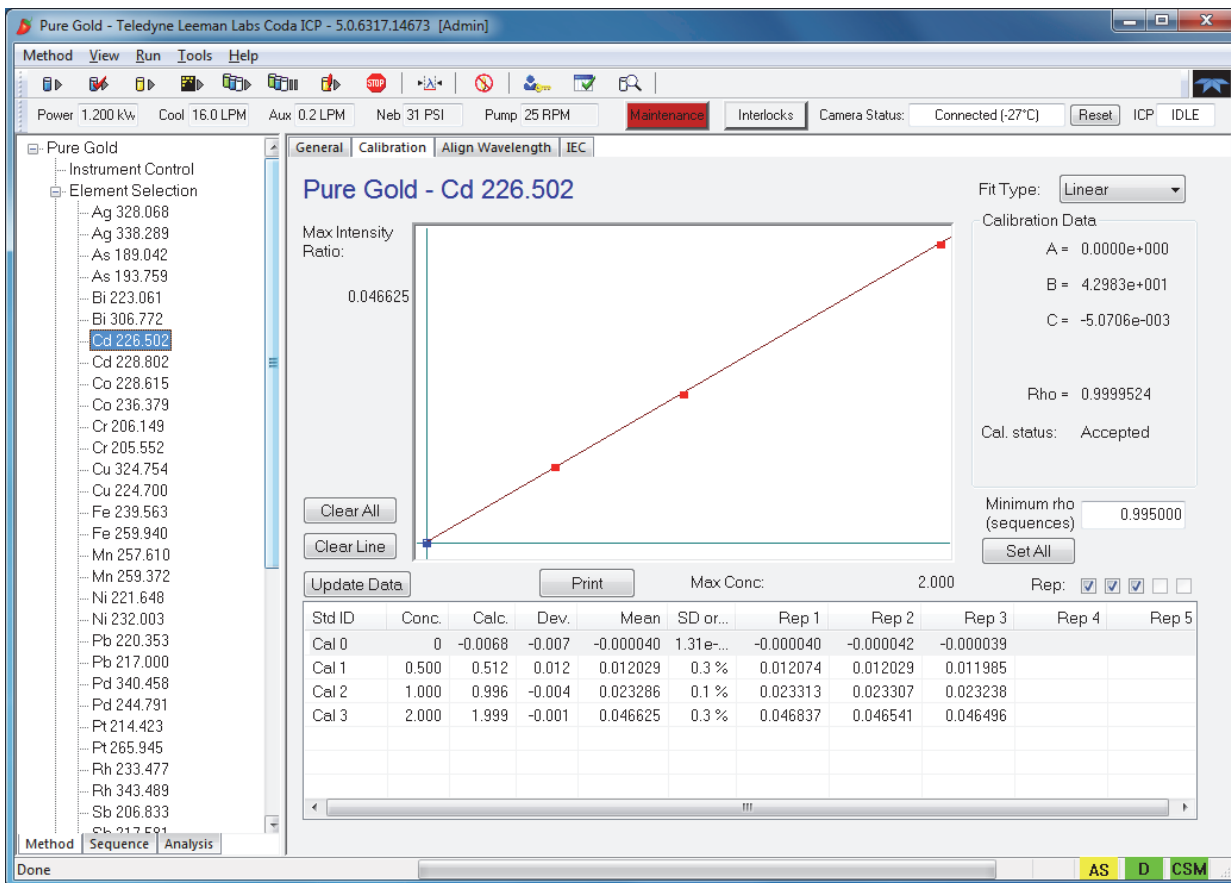 Pure Gold - Teledyne Leeman Labs Coda ICP - 5.0.6317.14673 [Admin]
Method View Run Tools Help
STOP
Power 1.200 kW Cool 16.0 LPM Aux 0.2 LPM Neb 31 PSI Pump 25 RPM Maintenance Interlocks Camera Status: Connected (-27°C) Reset ICP IDLE
Pure Gold
Instrument Control
Element Selection
Ag 328.068
Ag 338.289
As 189.042
As 193.759
Bi 223.061
Bi 306.772
Cd 226.502
Cd 228.802
Co 228.615
Co 236.379
Cr 206.149
Cr 205.552
Cu 324.754
Cu 224.700
Fe 239.563
Fe 259.940
Mn 257.610
Mn 259.372
Ni 221.648
Ni 232.003
Pb 220.353
Pb 217.000
Pd 340.458
Pd 244.791
Pt 214.423
Pt 265.945
Rh 233.477
Rh 343.489
Sb 206.833
Sb 217.581
Method Sequence Analysis
General Calibration Align Wavelength IEC
Pure Gold - Cd 226.502
Fit Type: Linear
Max Intensity
Ratio:
0.046625
Calibration Data
A = 0.0000e+000
B = 4.2983e+001
C = -5.0706e-003
Rho = 0.9999524
Cal. status: Accepted
Clear All
Clear Line
Minimum rho
(sequences) 0.995000
Set All
Update Data Print Max Conc: 2.000 Rep:
Std ID Conc. Calc. Dev. Mean SD or... Rep 1 Rep 2 Rep 3 Rep 4 Rep 5
Cal 0 0 -0.0068 -0.007 -0.000040 1.31e-... -0.000040 -0.000042 -0.000039
Cal 1 0.500 0.512 0.012 0.012029 0.3 % 0.012074 0.012029 0.011985
Cal 2 1.000 0.996 -0.004 0.023286 0.1 % 0.023313 0.023307 0.023238
Cal 3 2.000 1.999 -0.001 0.046625 0.3 % 0.046837 0.046541 0.046496
Done AS D CSM